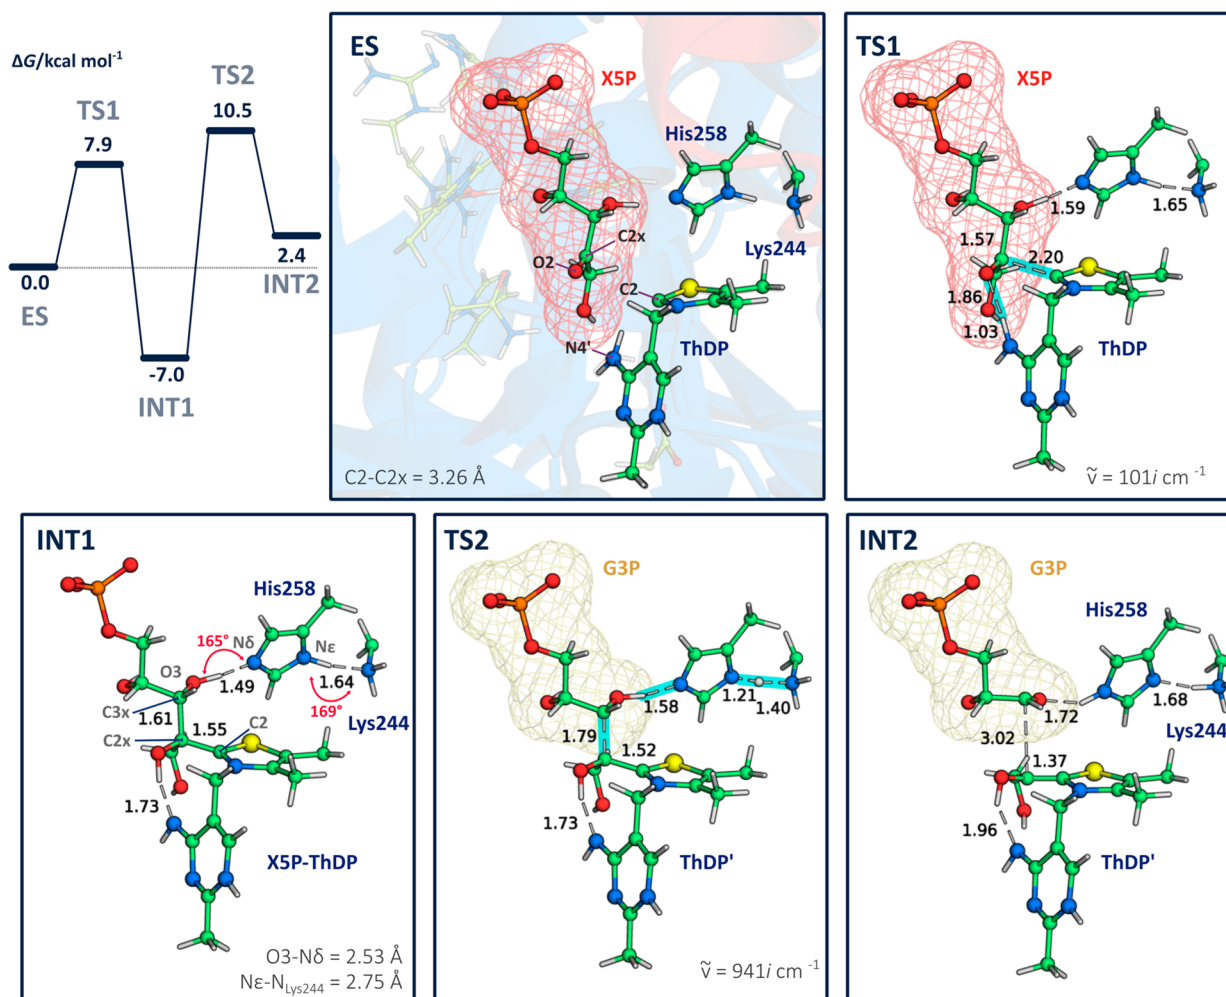 ΔG/kcal mol⁻¹
TS2
10.5
TS1
7.9
0.0
ES
-7.0
INT1
2.4
INT2
ES
X5P
His258
C2x
O2
Lys244
C2
N4'
ThDP
C2-C2x = 3.26 Å
TS1
X5P
1.59
1.65
1.57
2.20
1.86
1.03
ThDP
ṽ = 101i cm ⁻¹
INT1
His258
165°
Nδ
Nε
O3
1.49
1.64
169°
C3x
1.61
Lys244
C2x
1.55
C2
1.73
X5P-ThDP
O3-Nδ = 2.53 Å
Nε-NLys244 = 2.75 Å
TS2
G3P
1.21
1.58
1.40
1.79
1.52
1.73
ThDP'
ṽ = 941i cm ⁻¹
INT2
G3P
His258
1.72
1.68
Lys244
3.02
1.37
1.96
ThDP'